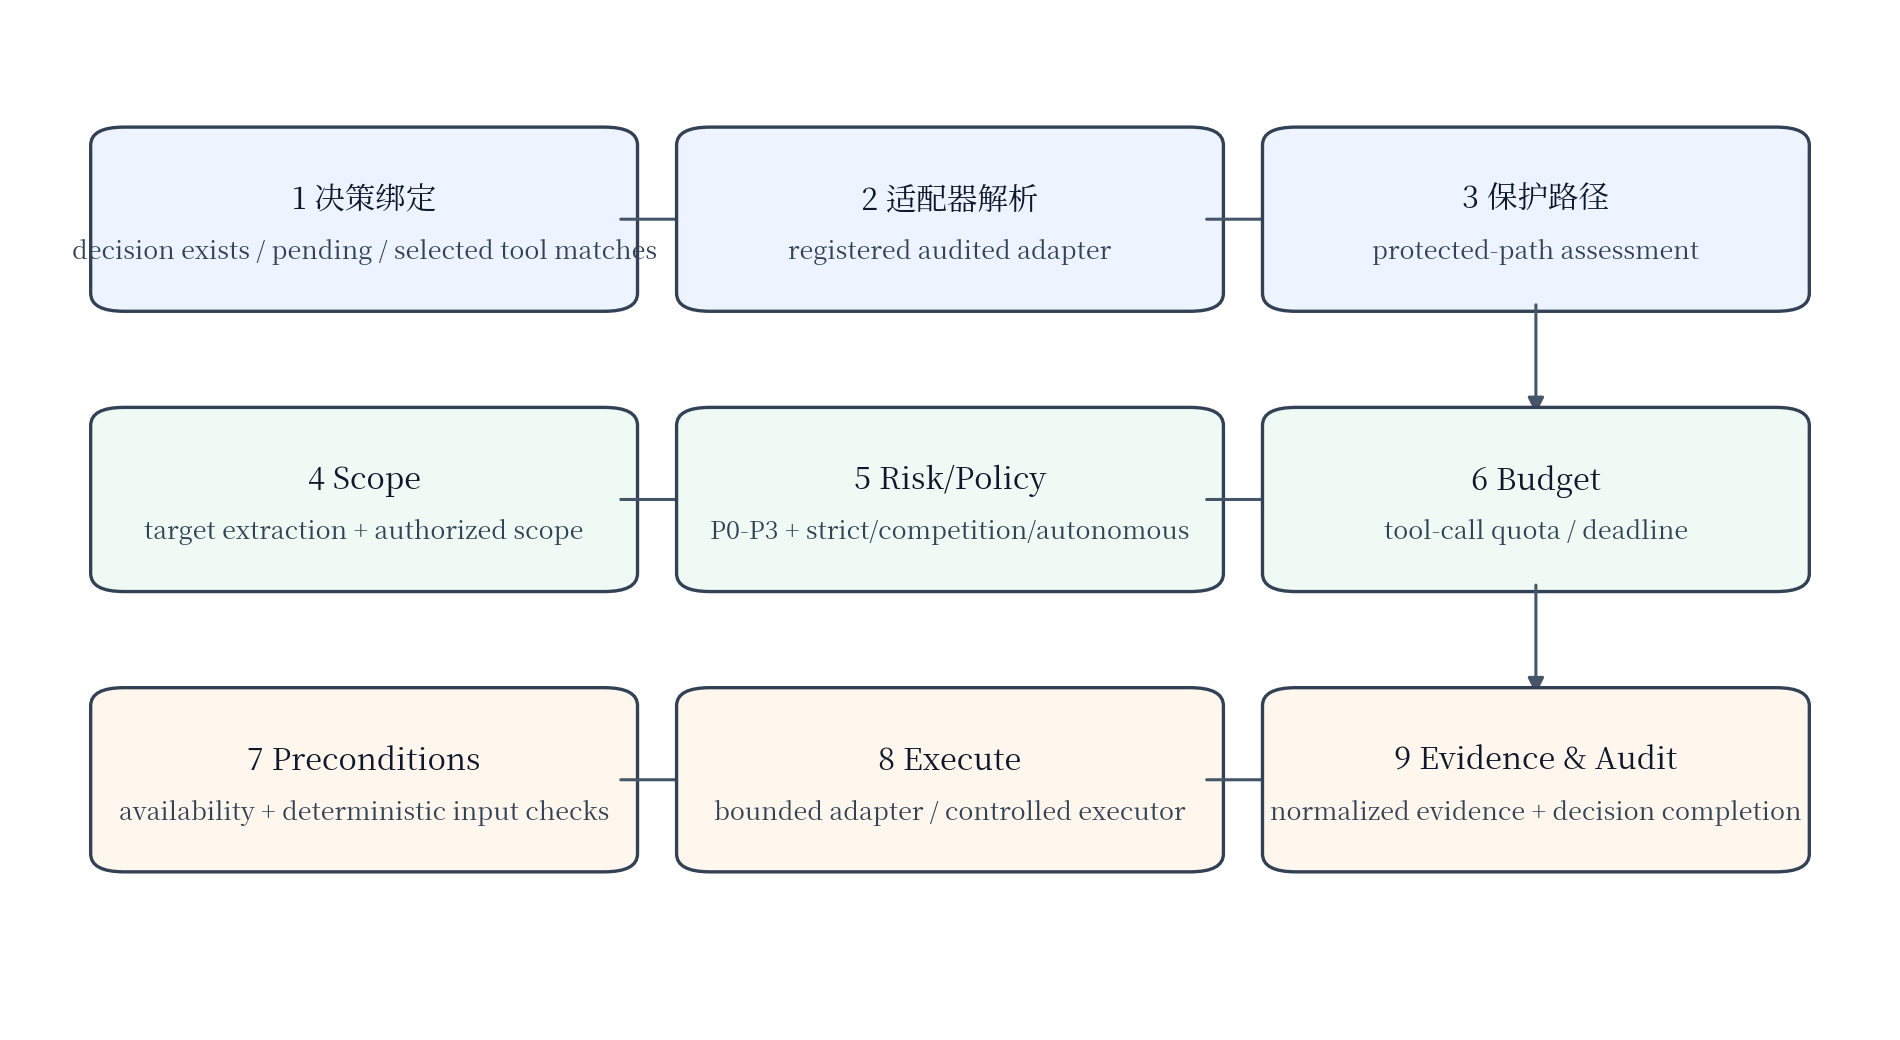 1 决策绑定
decision exists / pending / selected tool matches
2 适配器解析
registered audited adapter
3 保护路径
protected-path assessment
4 Scope
target extraction + authorized scope
5 Risk/Policy
P0-P3 + strict/competition/autonomous
6 Budget
tool-call quota / deadline
7 Preconditions
availability + deterministic input checks
8 Execute
bounded adapter / controlled executor
9 Evidence & Audit
normalized evidence + decision completion